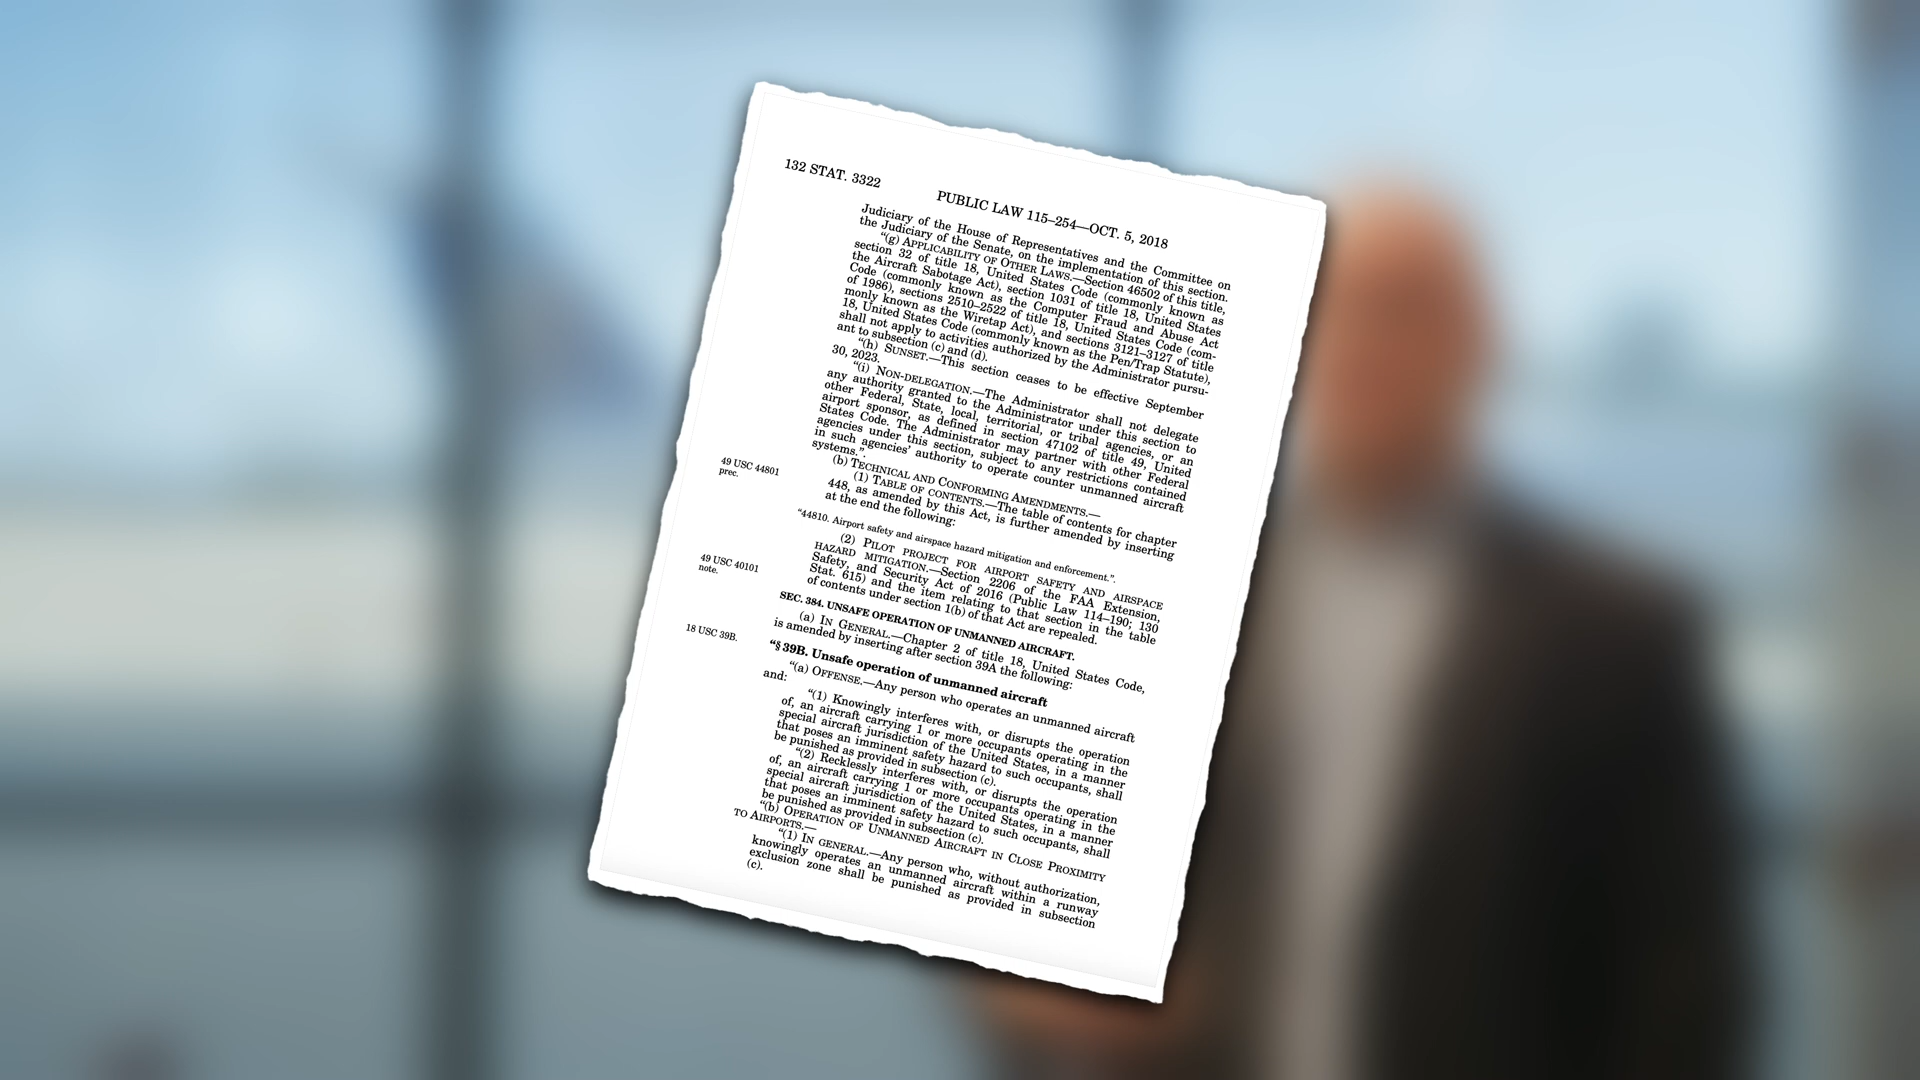 132 STAT. 3322
PUBLIC LAW 115–254—OCT. 5, 2018
Judiciary of the House of Representatives and the Committee on
the Judiciary of the Senate, on the implementation of this section.
“(g) APPLICABILITY OF OTHER LAWS.—Section 46502 of this title,
section 32 of title 18, United States Code (commonly known as
the Aircraft Sabotage Act), section 1031 of title 18, United States
Code (commonly known as the Computer Fraud and Abuse Act
of 1986), sections 2510–2522 of title 18, United States Code (com-
monly known as the Wiretap Act), and sections 3121–3127 of title
18, United States Code (commonly known as the Pen/Trap Statute),
shall not apply to activities authorized by the Administrator pursu-
ant to subsection (c) and (d).
“(h) SUNSET.—This section ceases to be effective September
30, 2023.
“(i) NON-DELEGATION.—The Administrator shall not delegate
any authority granted to the Administrator under this section to
other Federal, State, local, territorial, or tribal agencies, or an
airport sponsor, as defined in section 47102 of title 49, United
States Code. The Administrator may partner with other Federal
agencies under this section, subject to any restrictions contained
in such agencies’ authority to operate counter unmanned aircraft
systems.”.
(b) TECHNICAL AND CONFORMING AMENDMENTS.—
49 USC 44801
prec.
(1) TABLE OF CONTENTS.—The table of contents for chapter
448, as amended by this Act, is further amended by inserting
at the end the following:
“44810. Airport safety and airspace hazard mitigation and enforcement.”.
49 USC 40101
note.
(2) PILOT PROJECT FOR AIRPORT SAFETY AND AIRSPACE
HAZARD MITIGATION.—Section 2206 of the FAA Extension,
Safety, and Security Act of 2016 (Public Law 114–190; 130
Stat. 615) and the item relating to that section in the table
of contents under section 1(b) of that Act are repealed.
SEC. 384. UNSAFE OPERATION OF UNMANNED AIRCRAFT.
(a) IN GENERAL.—Chapter 2 of title 18, United States Code,
is amended by inserting after section 39A the following:
18 USC 39B.
“§ 39B. Unsafe operation of unmanned aircraft
“(a) OFFENSE.—Any person who operates an unmanned aircraft
and:
“(1) Knowingly interferes with, or disrupts the operation
of, an aircraft carrying 1 or more occupants operating in the
special aircraft jurisdiction of the United States, in a manner
that poses an imminent safety hazard to such occupants, shall
be punished as provided in subsection (c).
“(2) Recklessly interferes with, or disrupts the operation
of, an aircraft carrying 1 or more occupants operating in the
special aircraft jurisdiction of the United States, in a manner
that poses an imminent safety hazard to such occupants, shall
be punished as provided in subsection (c).
“(b) OPERATION OF UNMANNED AIRCRAFT IN CLOSE PROXIMITY
TO AIRPORTS.—
“(1) IN GENERAL.—Any person who, without authorization,
knowingly operates an unmanned aircraft within a runway
exclusion zone shall be punished as provided in subsection
(c).